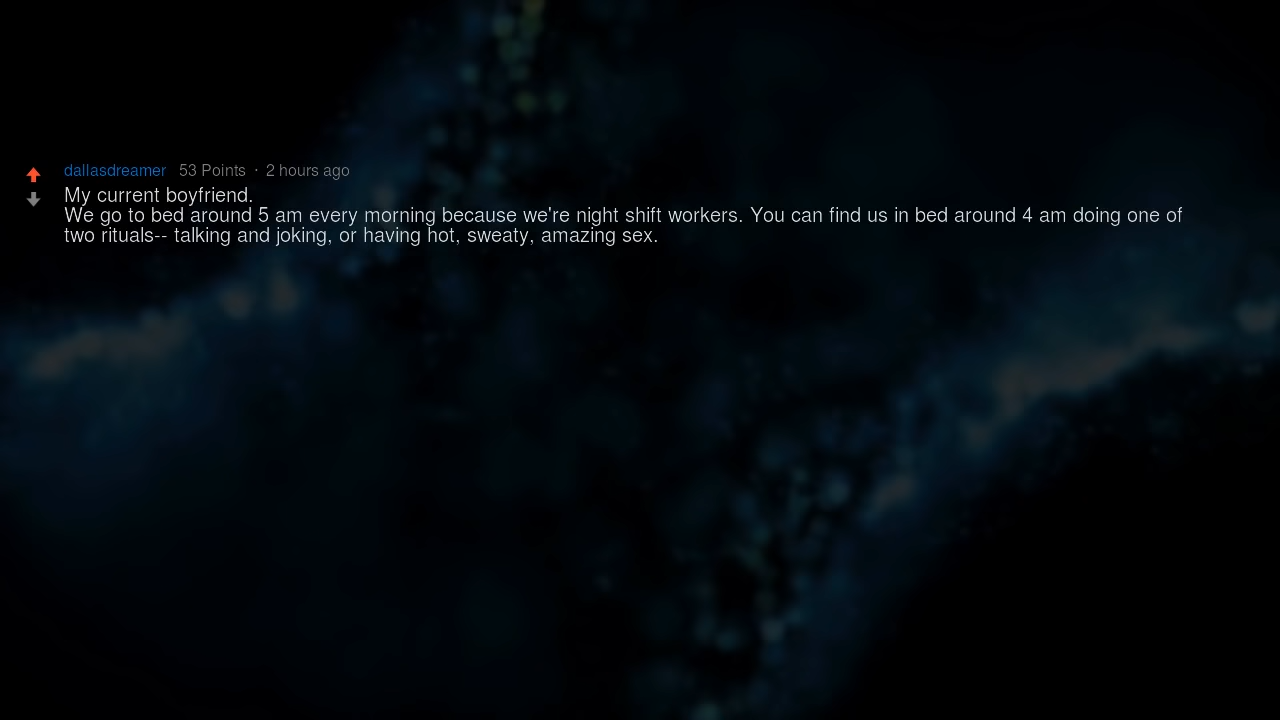 dallasdreamer 53 Points · 2 hours ago
My current boyfriend.
We go to bed around 5 am every morning because we're night shift workers. You can find us in bed around 4 am doing one of
two rituals-- talking and joking, or having hot, sweaty, amazing sex.